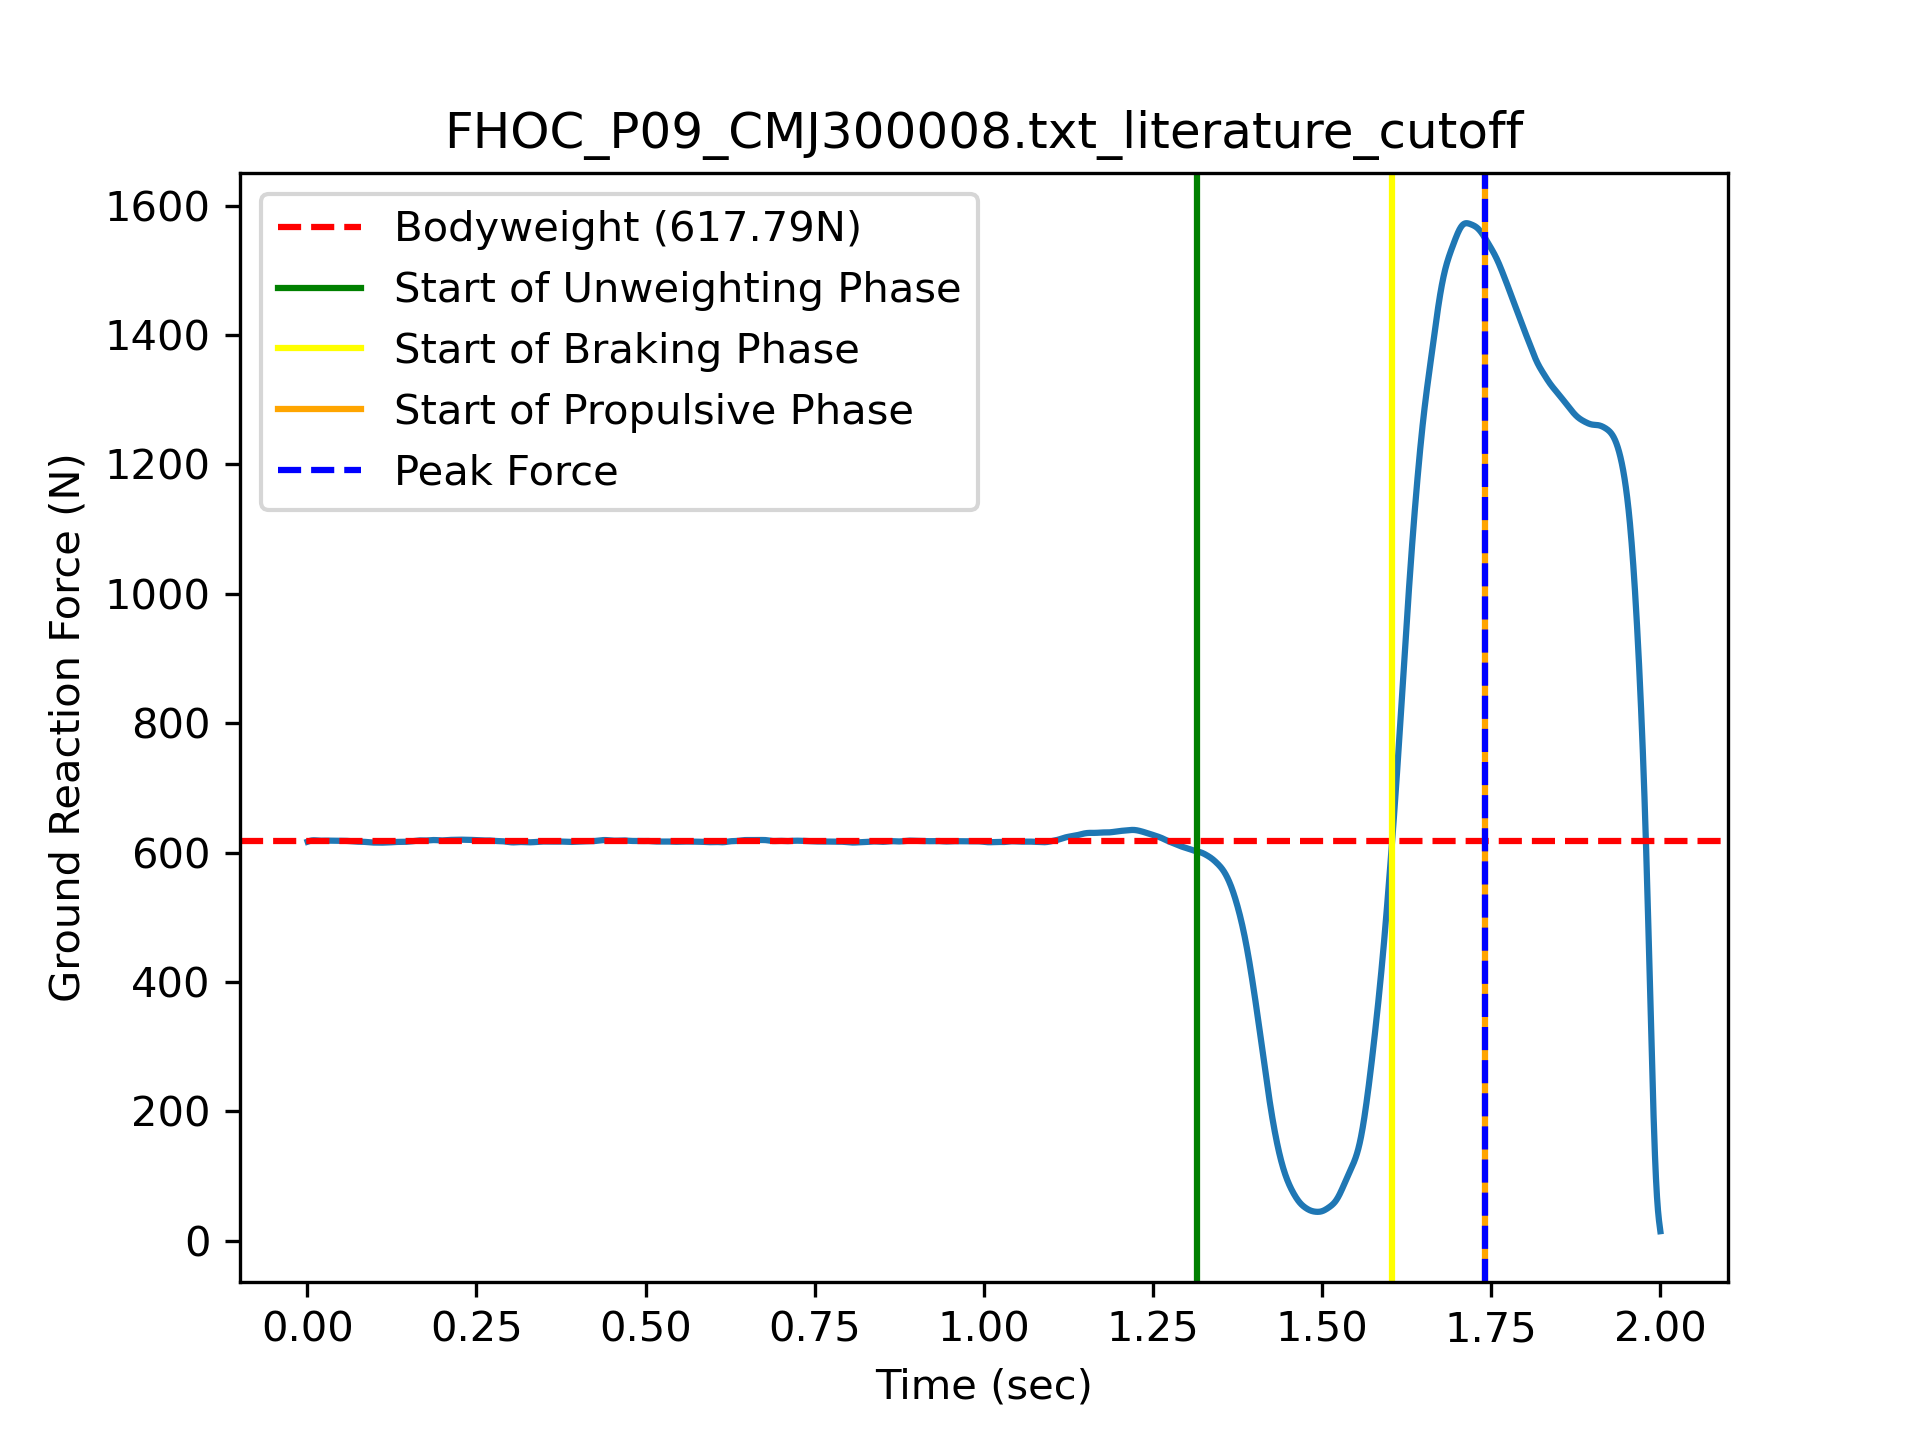 FHOC_P09_CMJ300008.txt_literature_cutoff
Bodyweight (617.79N)
Start of Unweighting Phase
Start of Braking Phase
Start of Propulsive Phase
Peak Force
Ground Reaction Force (N)
1600
1400
1200
1000
800
600
400
200
0
0.00 0.25 0.50 0.75 1.00 1.25 1.50 1.75 2.00
Time (sec)